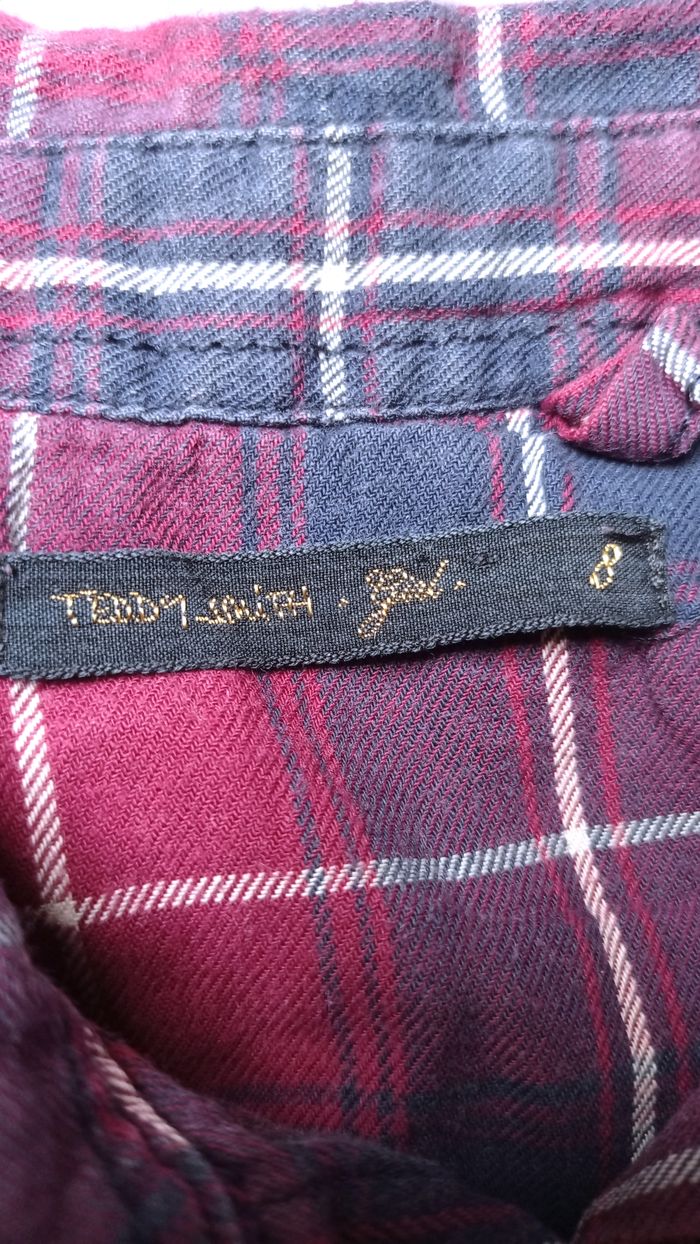 TEDDY SMITH . girl . 8